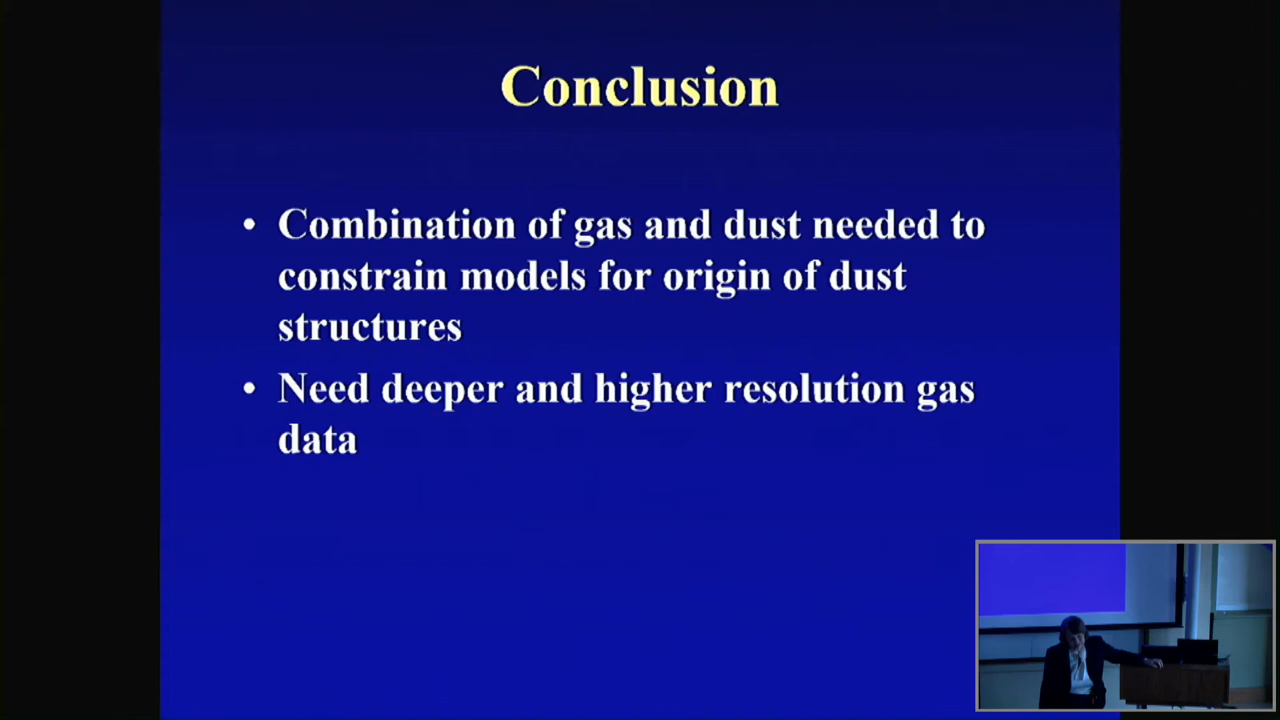 Conclusion
• Combination of gas and dust needed to
constrain models for origin of dust
structures
• Need deeper and higher resolution gas
data